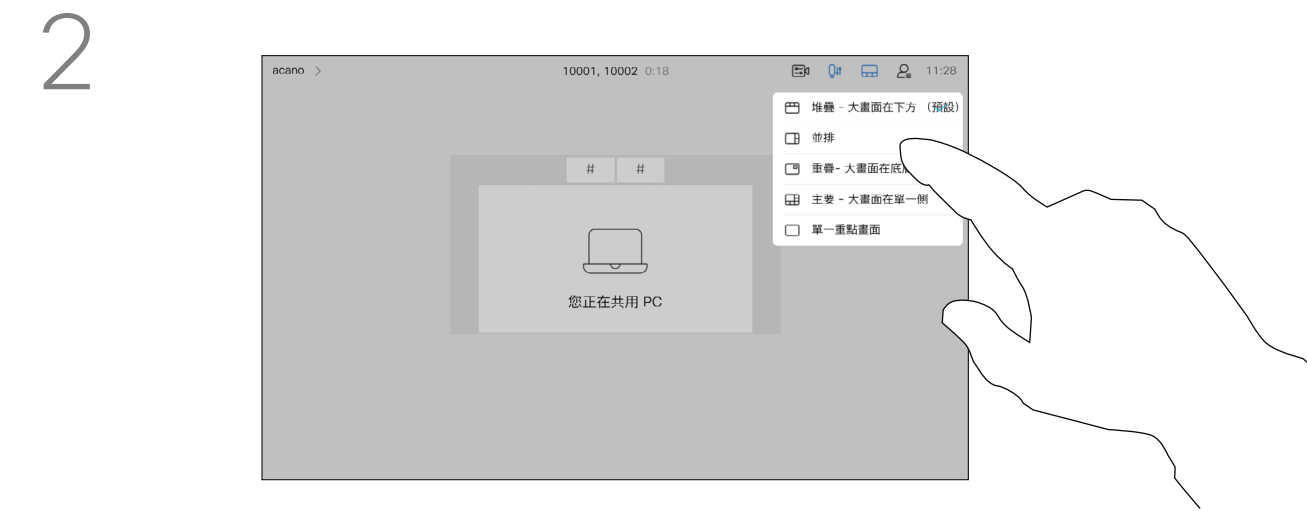 2
acano >
10001, 10002 0:18
11:28
堆疊 - 大畫面在下方 (預設)
並排
重疊- 大畫面在底
主要 - 大畫面在單一側
單一重點畫面
# #
您正在共用 PC